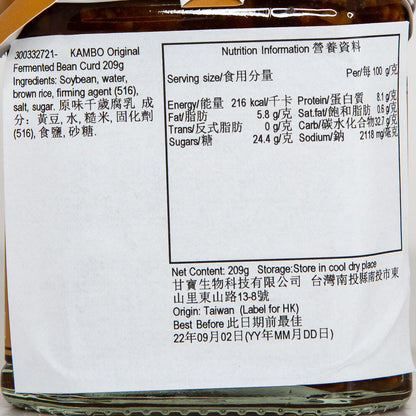 300332721-    KAMBO Original
Fermented Bean Curd 209g
Ingredients: Soybean, water,
brown rice, firming agent (516),
salt, sugar. 原味千歲腐乳 成
分：黃豆, 水, 糙米, 固化劑
(516), 食鹽, 砂糖.
Nutrition Information 營養資料
Serving size/食用分量 Per/每 100 g/克
Energy/能量 216 kcal/千卡 Protein/蛋白質 8.1 g/克
Fat/脂肪 5.8 g/克 Sat.fat/飽和脂肪 0.6 g/克
Trans/反式脂肪 0 g/克 Carb/碳水化合物 32.7 g/克
Sugars/糖 24.4 g/克 Sodium/鈉 2118 mg/毫克
Net Content: 209g Storage:Store in cool dry place
甘寶生物科技有限公司 台灣南投縣南投市東
山里東山路13-8號
Origin: Taiwan (Label for HK)
Best Before 此日期前最佳
22年09月02日(YY年MM月DD日)